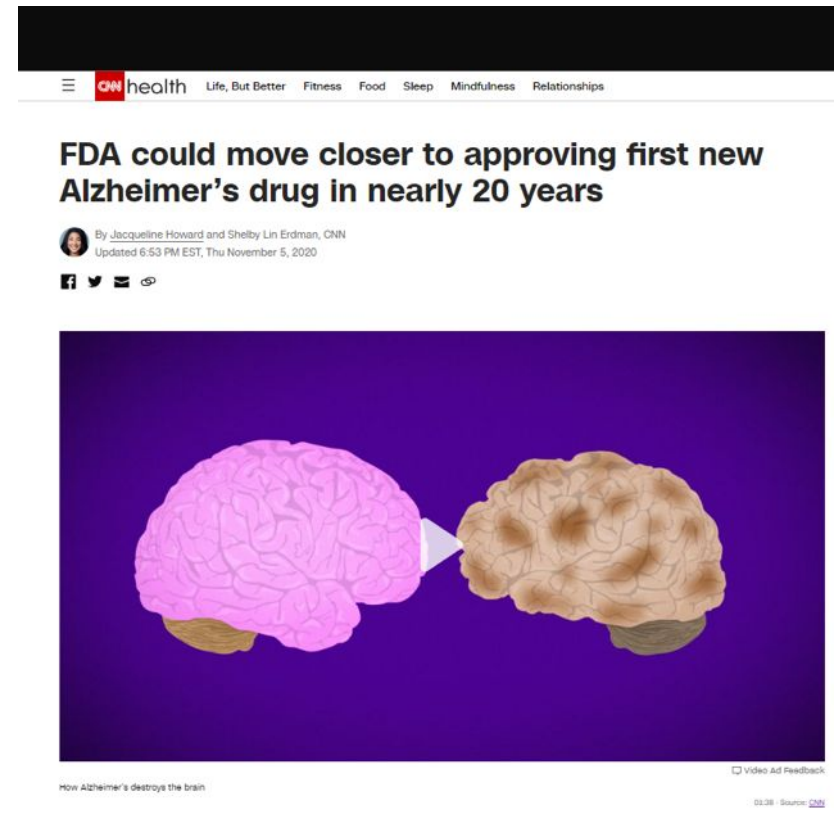 CNN health Life, But Better Fitness Food Sleep Mindfulness Relationships
FDA could move closer to approving first new
Alzheimer’s drug in nearly 20 years
By Jacqueline Howard and Shelby Lin Erdman, CNN
Updated 6:53 PM EST, Thu November 5, 2020
Video Ad Feedback
How Alzheimer's destroys the brain
01:38 - Source: CNN